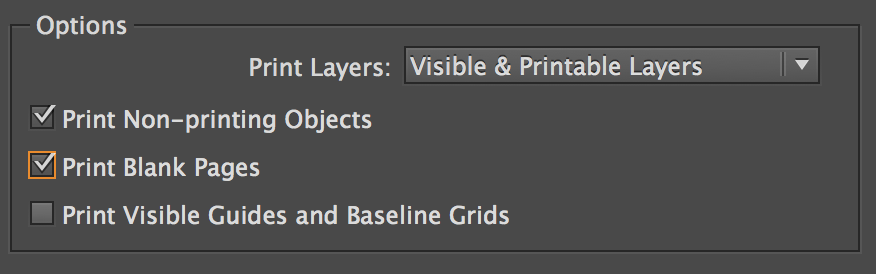 Options
Print Layers: Visible & Printable Layers
Print Non-printing Objects
Print Blank Pages
Print Visible Guides and Baseline Grids